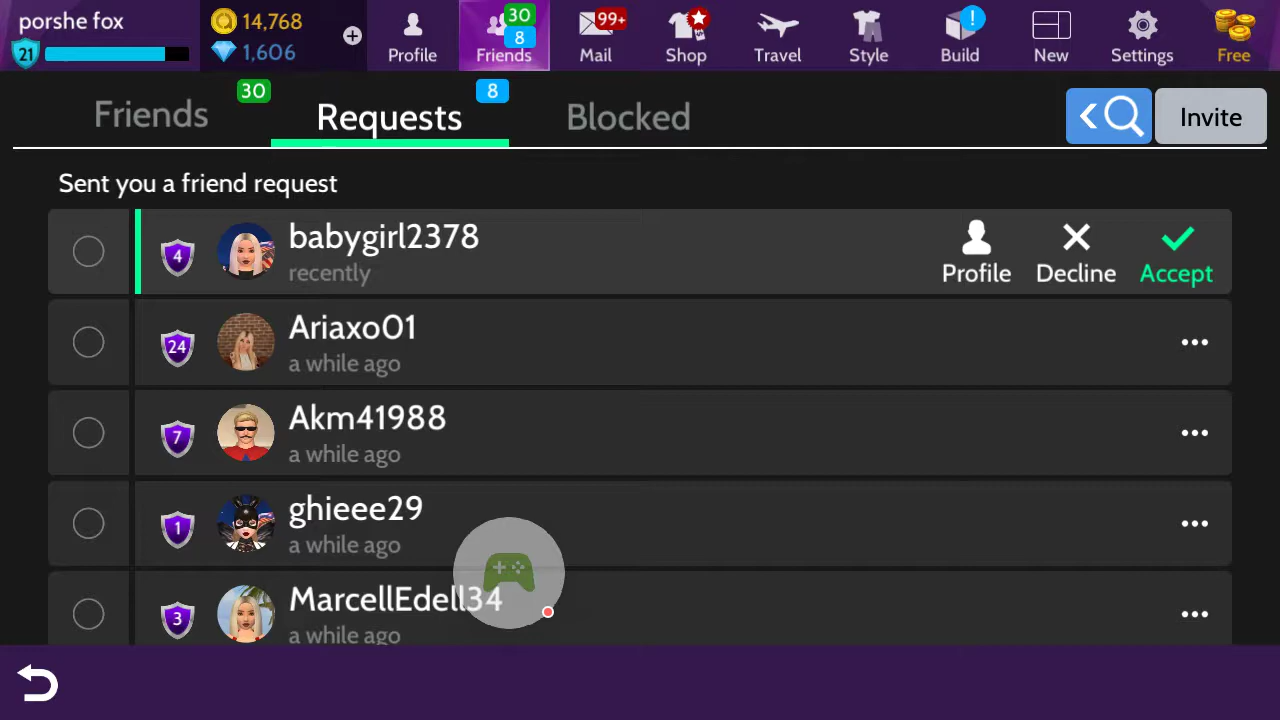 porshe fox
21
14,768
1,606
Profile
30
8
Friends
99+
Mail
Shop
Travel
Style
!
Build
New
Settings
Free
Friends
30
Requests
8
Blocked
Invite
Sent you a friend request
4
babygirl2378
recently
Profile
Decline
Accept
24
Ariaxo01
a while ago
7
Akm41988
a while ago
1
ghieee29
a while ago
3
MarcellEdell34
a while ago